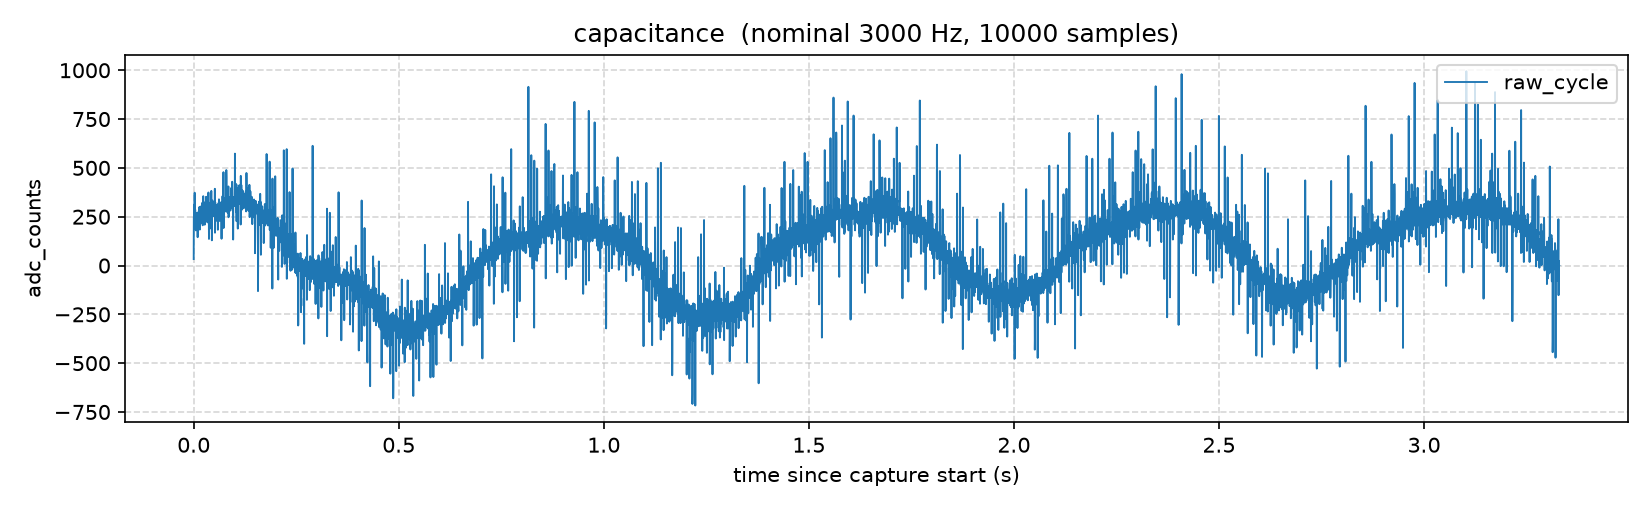 capacitance  (nominal 3000 Hz, 10000 samples)
raw_cycle
adc_counts
1000
750
500
250
0
−250
−500
−750
0.0 0.5 1.0 1.5 2.0 2.5 3.0
time since capture start (s)